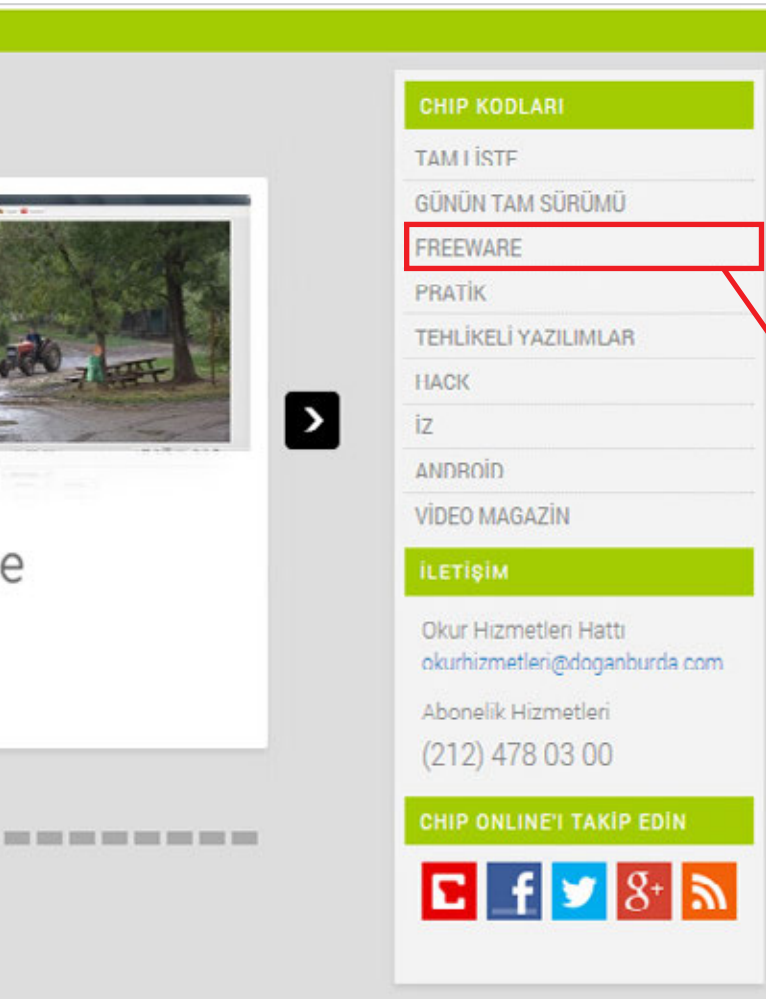 CHIP KODLARI
TAM LİSTE
GÜNÜN TAM SÜRÜMÜ
FREEWARE
PRATİK
TEHLİKELİ YAZILIMLAR
HACK
İZ
ANDROİD
VİDEO MAGAZİN
e
İLETİŞİM
Okur Hizmetleri Hattı
okurhizmetleri@doganburda.com
Abonelik Hizmetleri
(212) 478 03 00
CHIP ONLINE'I TAKİP EDİN
f
8+